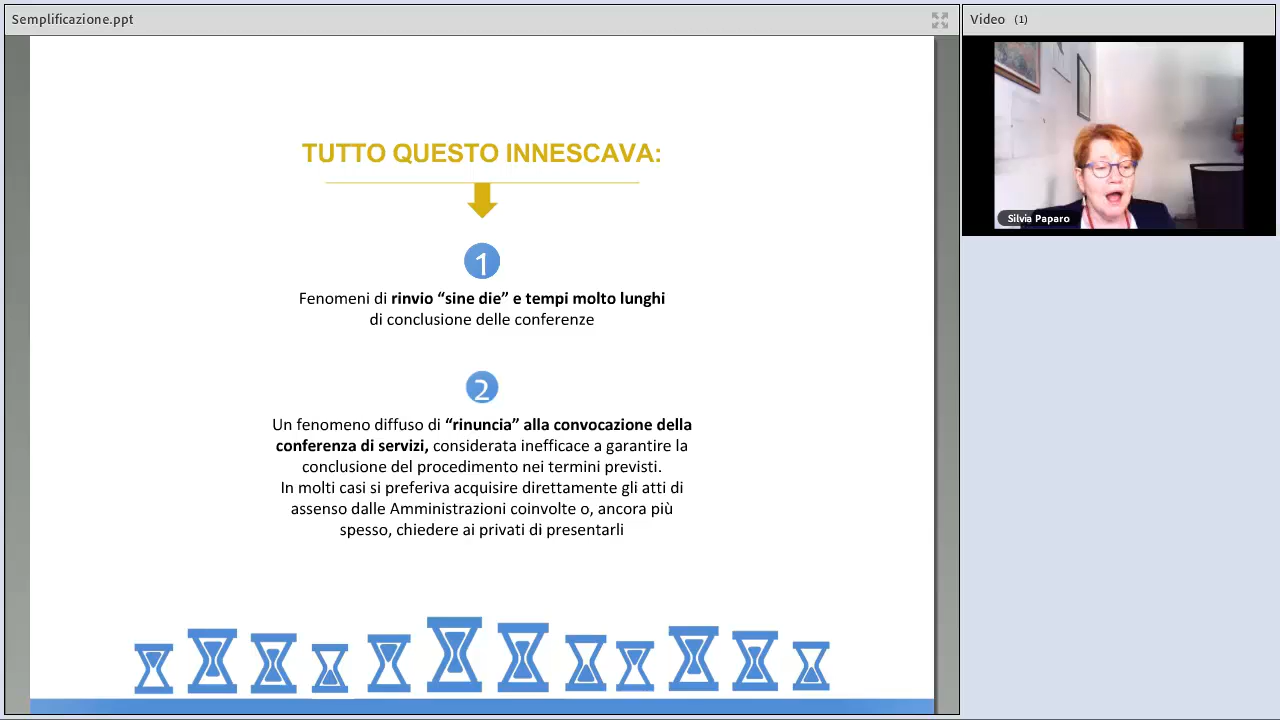 Semplificazione.ppt
Video (1)
TUTTO QUESTO INNESCAVA:
1
Fenomeni di rinvio “sine die” e tempi molto lunghi
di conclusione delle conferenze
2
Un fenomeno diffuso di “rinuncia” alla convocazione della
conferenza di servizi, considerata inefficace a garantire la
conclusione del procedimento nei termini previsti.
In molti casi si preferiva acquisire direttamente gli atti di
assenso dalle Amministrazioni coinvolte o, ancora più
spesso, chiedere ai privati di presentarli
Silvia Paparo